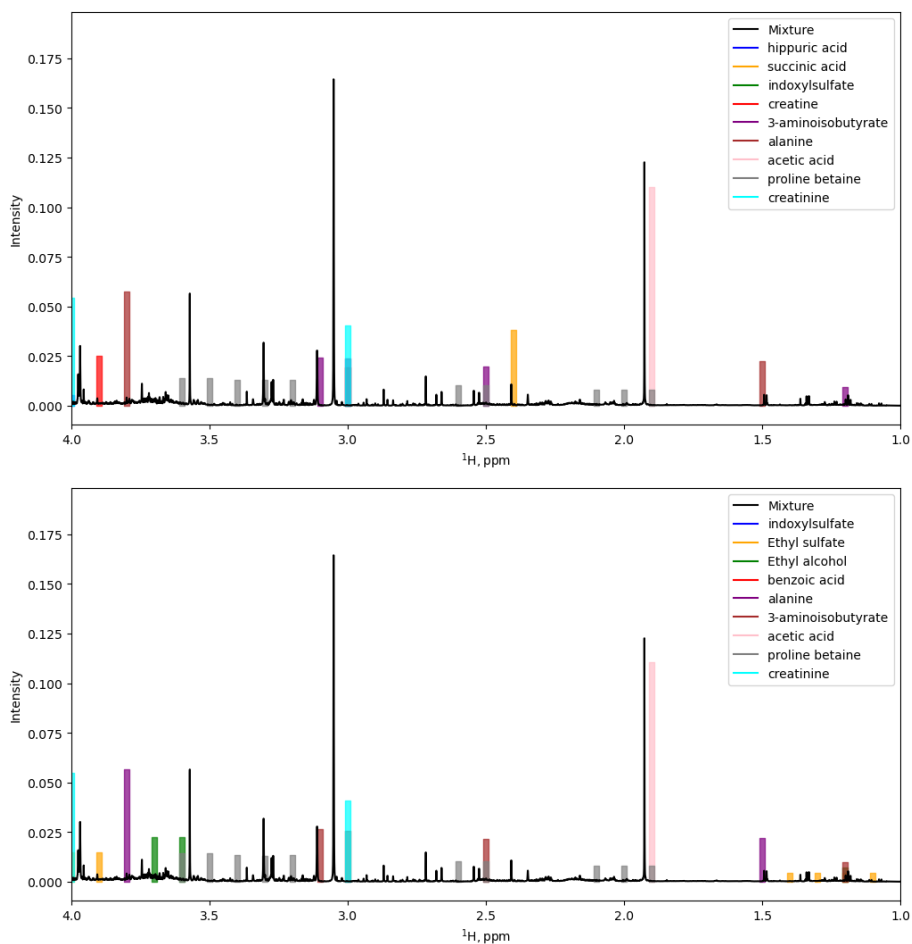 Mixture
hippuric acid
succinic acid
indoxylsulfate
creatine
3-aminoisobutyrate
alanine
acetic acid
proline betaine
creatinine
Intensity
0.175
0.150
0.125
0.100
0.075
0.050
0.025
0.000
4.0 3.5 3.0 2.5 2.0 1.5 1.0
¹H, ppm
Mixture
indoxylsulfate
Ethyl sulfate
Ethyl alcohol
benzoic acid
alanine
3-aminoisobutyrate
acetic acid
proline betaine
creatinine
Intensity
0.175
0.150
0.125
0.100
0.075
0.050
0.025
0.000
4.0 3.5 3.0 2.5 2.0 1.5 1.0
¹H, ppm